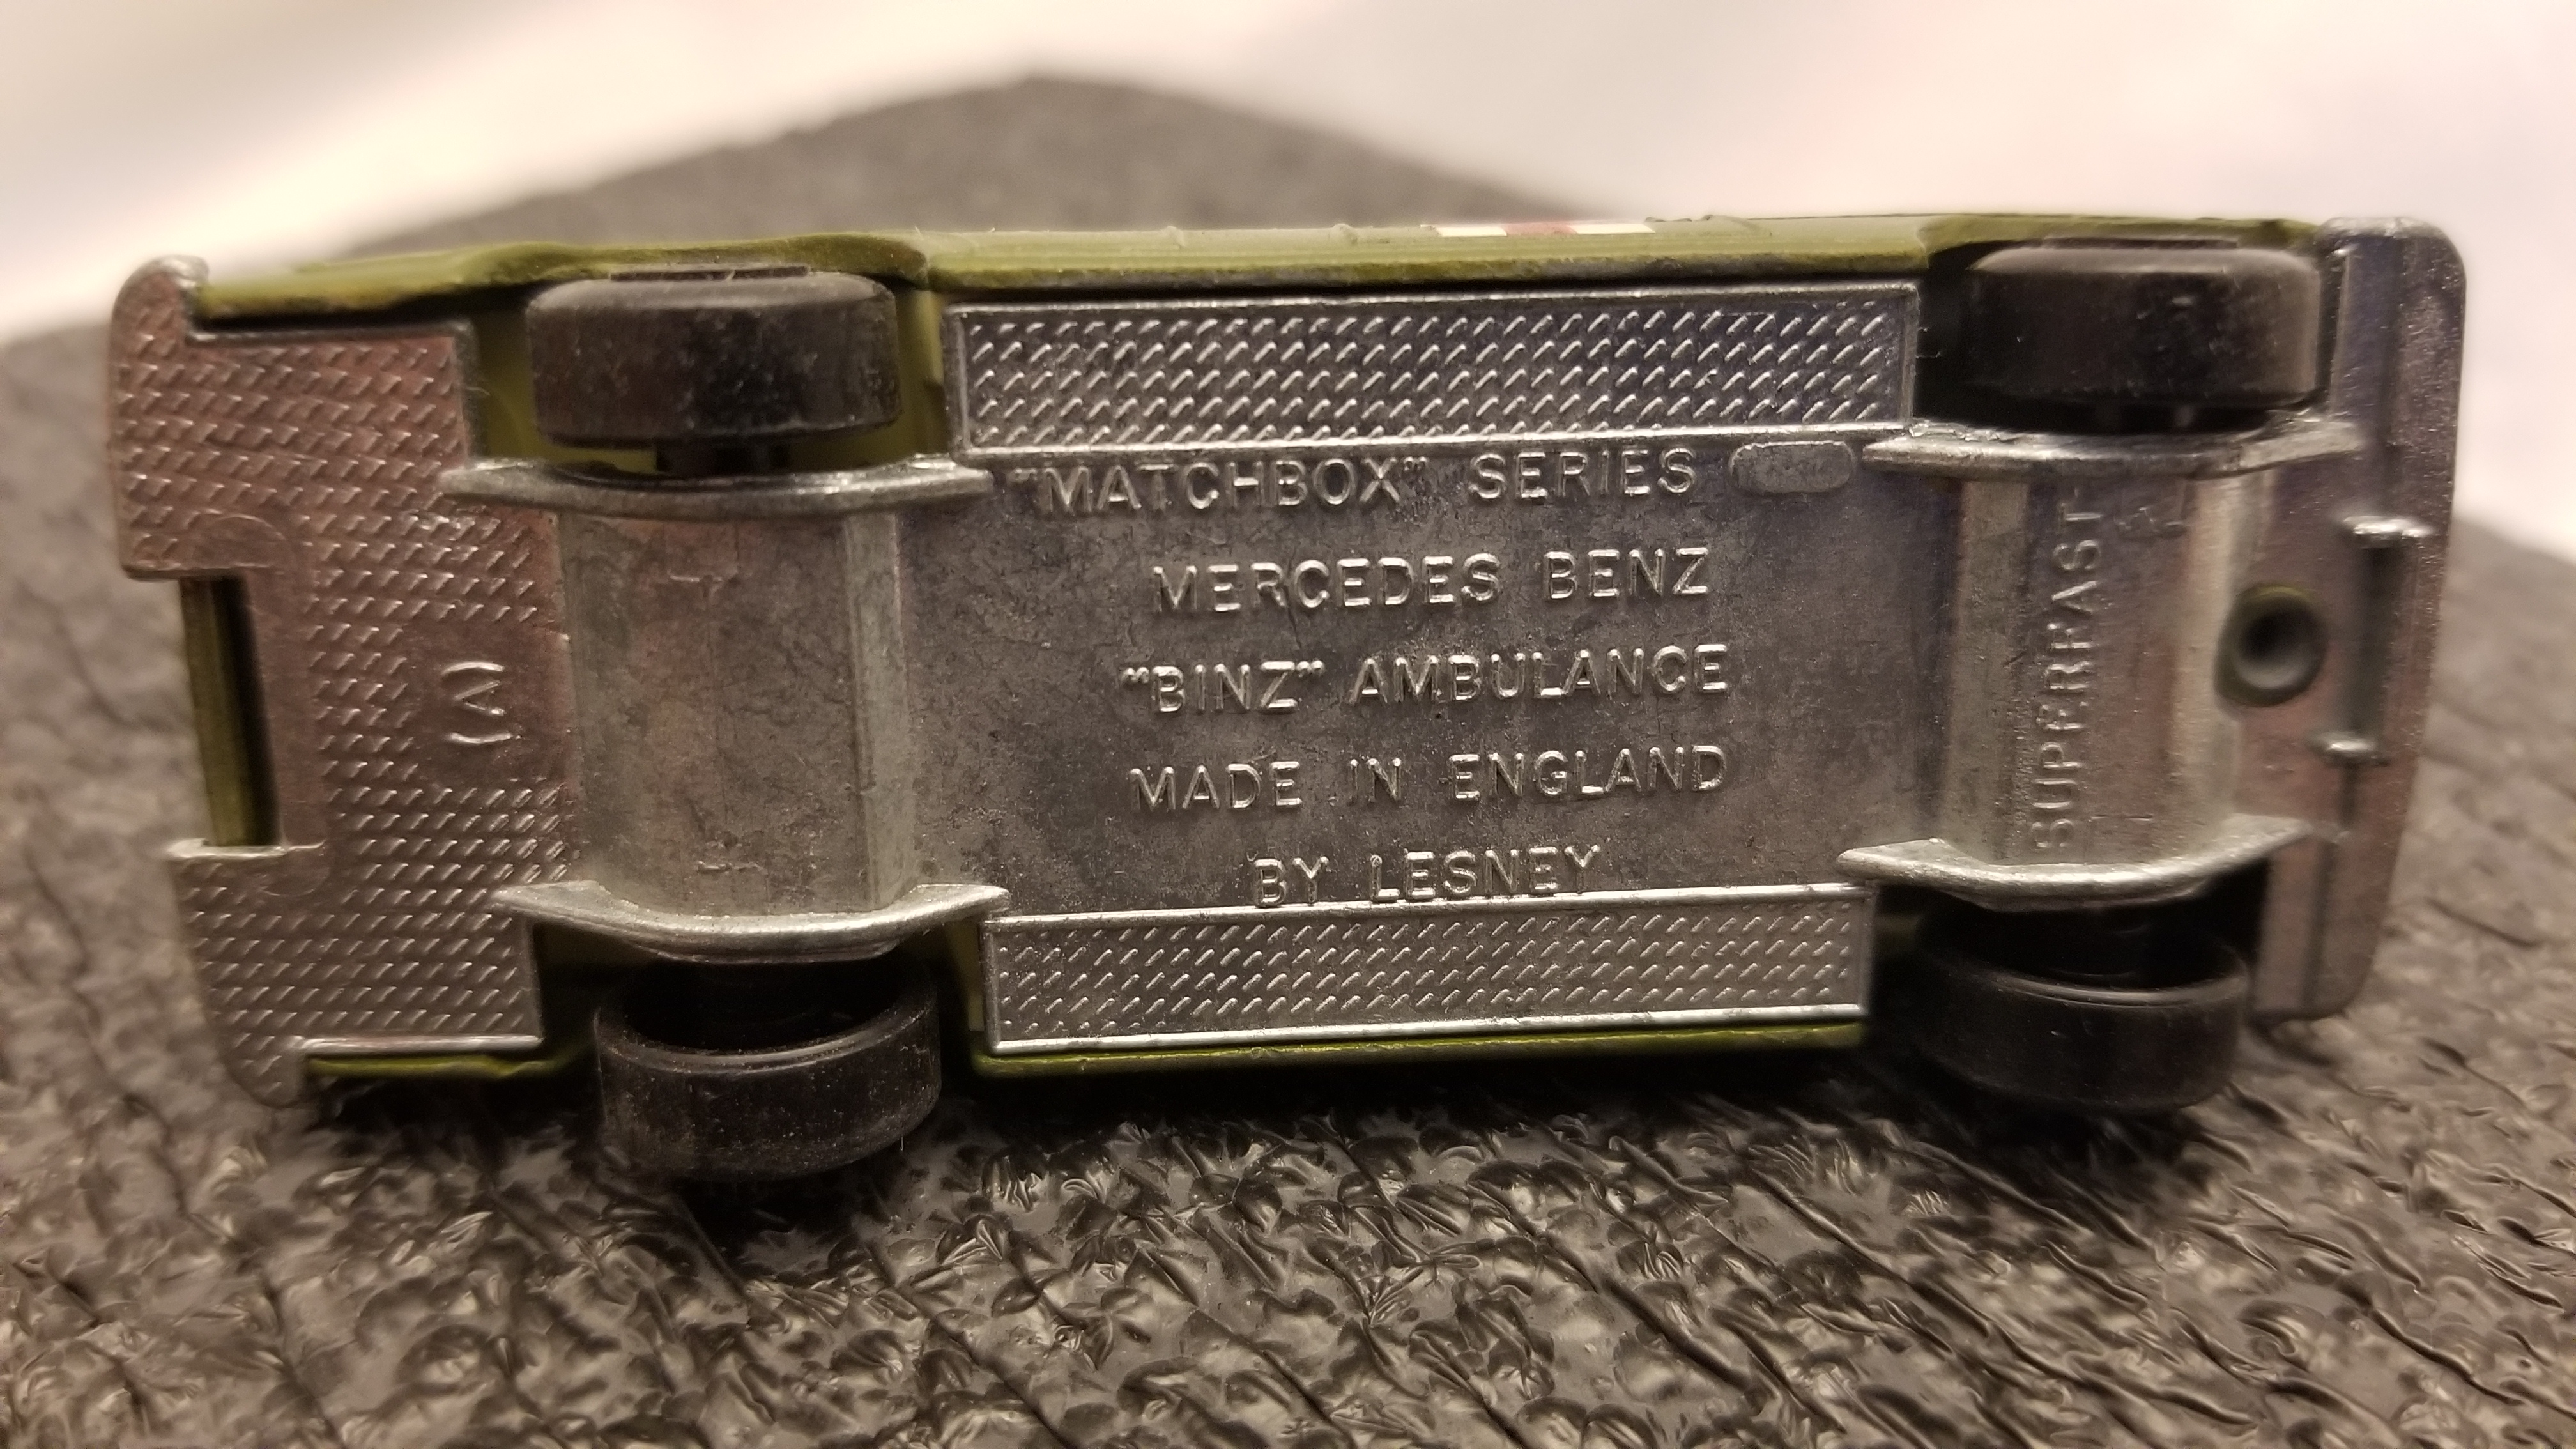 "MATCHBOX" SERIES
MERCEDES BENZ
"BINZ" AMBULANCE
MADE IN ENGLAND
BY LESNEY
SUPERFAST
(A)